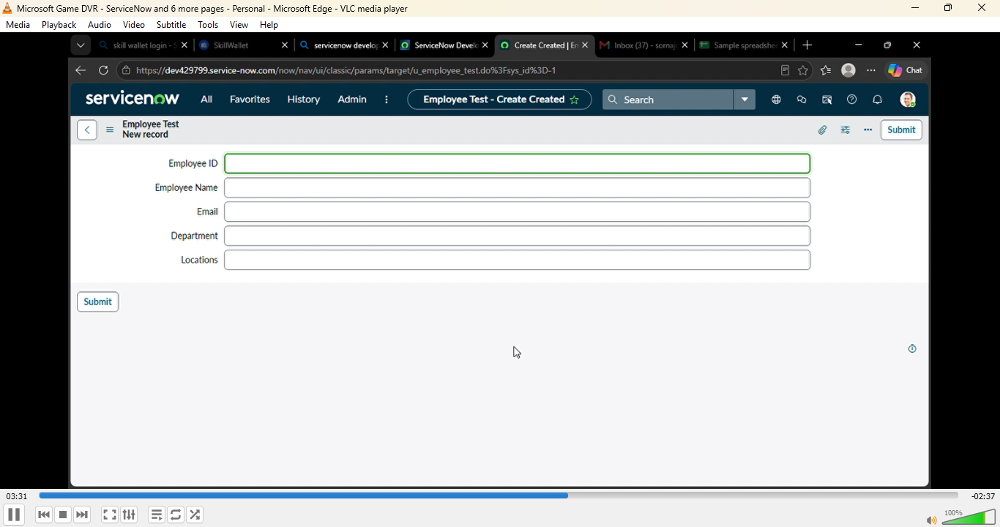 Microsoft Game DVR - ServiceNow and 6 more pages - Personal - Microsoft Edge - VLC media player
Media Playback Audio Video Subtitle Tools View Help
skill wallet login - S SkillWallet servicenow develop ServiceNow Develo Create Created | En Inbox (37) - sornaj Sample spreadshe
https://dev429799.service-now.com/now/nav/ui/classic/params/target/u_employee_test.do%3Fsys_id%3D-1 Chat
servicenow All Favorites History Admin Employee Test - Create Created Search
Employee Test
New record
Submit
Employee ID
Employee Name
Email
Department
Locations
Submit
03:31 -02:37
100%